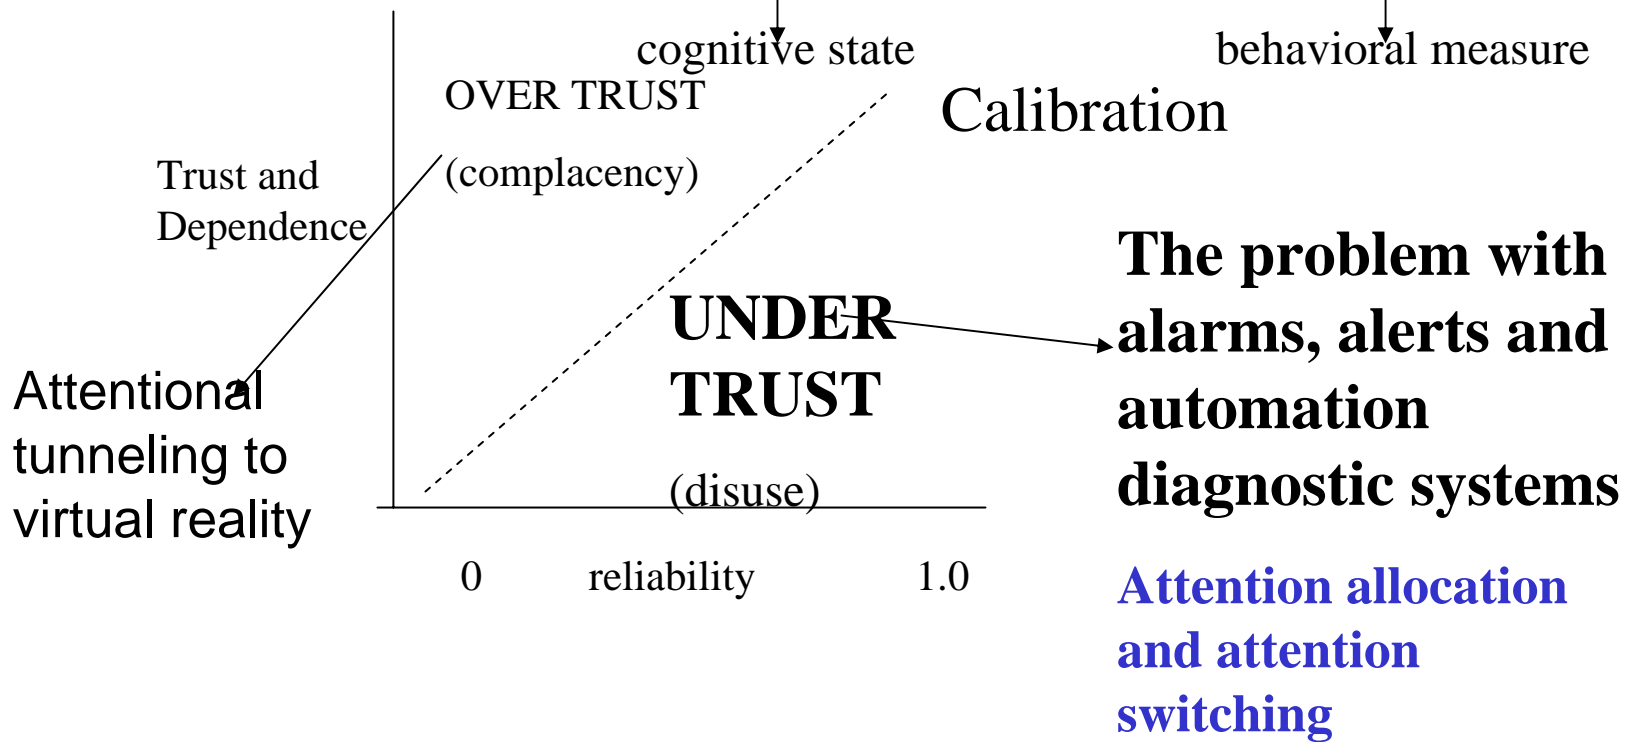 cognitive state
behavioral measure
OVER TRUST
Calibration
(complacency)
Trust and
Dependence
The problem with
alarms, alerts and
automation
diagnostic systems
UNDER
TRUST
(disuse)
Attentional
tunneling to
virtual reality
0 reliability 1.0
Attention allocation
and attention
switching